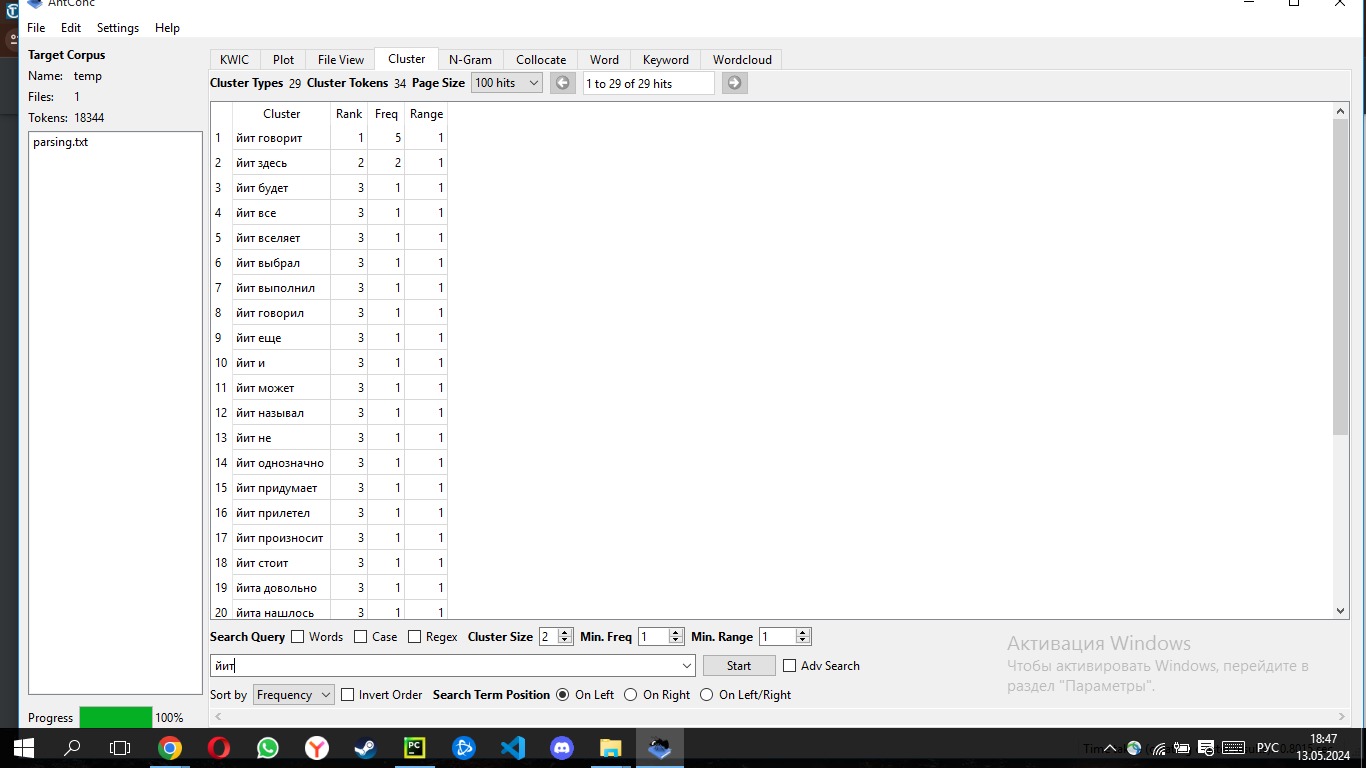 AntConc
File Edit Settings Help
Target Corpus
Name: temp
Files: 1
Tokens: 18344
parsing.txt
Progress 100%
KWIC Plot File View Cluster N-Gram Collocate Word Keyword Wordcloud
Cluster Types 29 Cluster Tokens 34 Page Size 100 hits 1 to 29 of 29 hits
Cluster Rank Freq Range
1 йит говорит 1 5 1
2 йит здесь 2 2 1
3 йит будет 3 1 1
4 йит все 3 1 1
5 йит вселяет 3 1 1
6 йит выбрал 3 1 1
7 йит выполнил 3 1 1
8 йит говорил 3 1 1
9 йит еще 3 1 1
10 йит и 3 1 1
11 йит может 3 1 1
12 йит называл 3 1 1
13 йит не 3 1 1
14 йит однозначно 3 1 1
15 йит придумает 3 1 1
16 йит прилетел 3 1 1
17 йит произносит 3 1 1
18 йит стоит 3 1 1
19 йита довольно 3 1 1
20 йита нашлось 3 1 1
Search Query Words Case Regex Cluster Size 2 Min. Freq 1 Min. Range 1
йит Start Adv Search
Sort by Frequency Invert Order Search Term Position On Left On Right On Left/Right
Активация Windows
Чтобы активировать Windows, перейдите в
раздел "Параметры".
РУС
18:47
13.05.2024